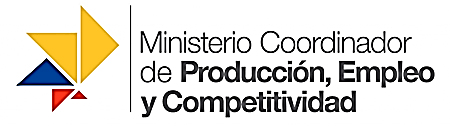 Ministerio Coordinador
de Producción, Empleo
y Competitividad